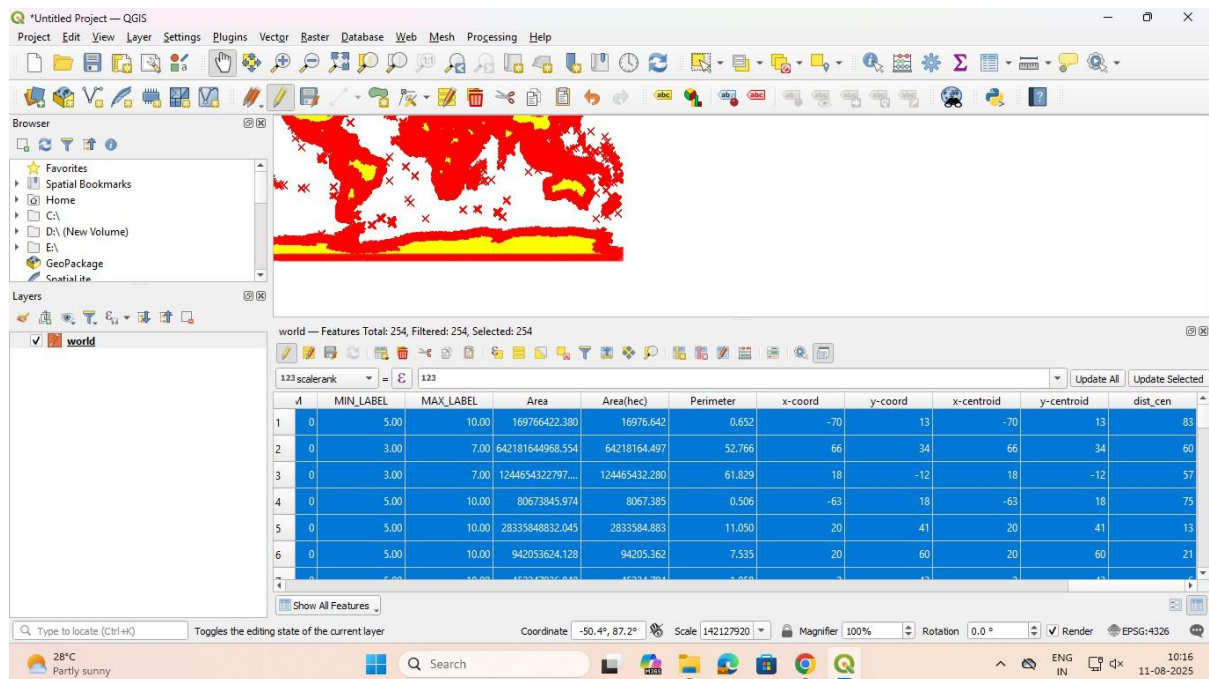 *Untitled Project — QGIS
Project Edit View Layer Settings Plugins Vector Raster Database Web Mesh Processing Help
Browser
Favorites
Spatial Bookmarks
Home
C:\
D:\ (New Volume)
E:\
GeoPackage
SpatiaLite
Layers
world
world — Features Total: 254, Filtered: 254, Selected: 254
123 scalerank = ε 123 Update All Update Selected
MIN_LABEL MAX_LABEL Area Area(hec) Perimeter x-coord y-coord x-centroid y-centroid dist_cen
1 0 5.00 10.00 169766422.380 16976.642 0.652 -70 13 -70 13 83
2 0 3.00 7.00 642181644968.554 64218164.497 52.766 66 34 66 34 60
3 0 3.00 7.00 1244654322797.... 124465432.280 61.829 18 -12 18 -12 57
4 0 5.00 10.00 80673845.974 8067.385 0.506 -63 18 -63 18 75
5 0 5.00 10.00 28335848832.045 2833584.883 11.050 20 41 20 41 13
6 0 5.00 10.00 942053624.128 94205.362 7.535 20 60 20 60 21
Show All Features
Type to locate (Ctrl+K) Toggles the editing state of the current layer Coordinate -50.4°, 87.2° Scale 142127920 Magnifier 100% Rotation 0.0 ° Render EPSG:4326
28°C
Partly sunny
Search
ENG
IN
10:16
11-08-2025